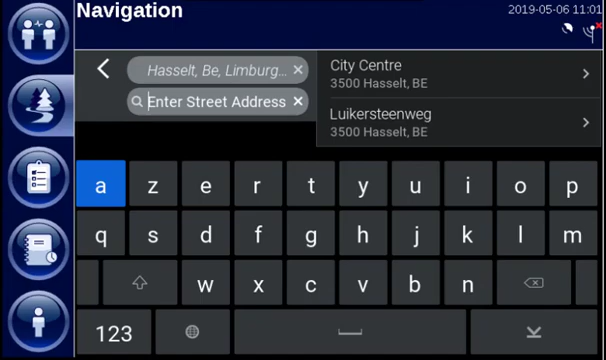 Navigation
2019-05-06 11:01
Hasselt, Be, Limburg...
Enter Street Address
City Centre
3500 Hasselt, BE
Luikersteenweg
3500 Hasselt, BE
a z e r t y u i o p
q s d f g h j k l m
w x c v b n
123